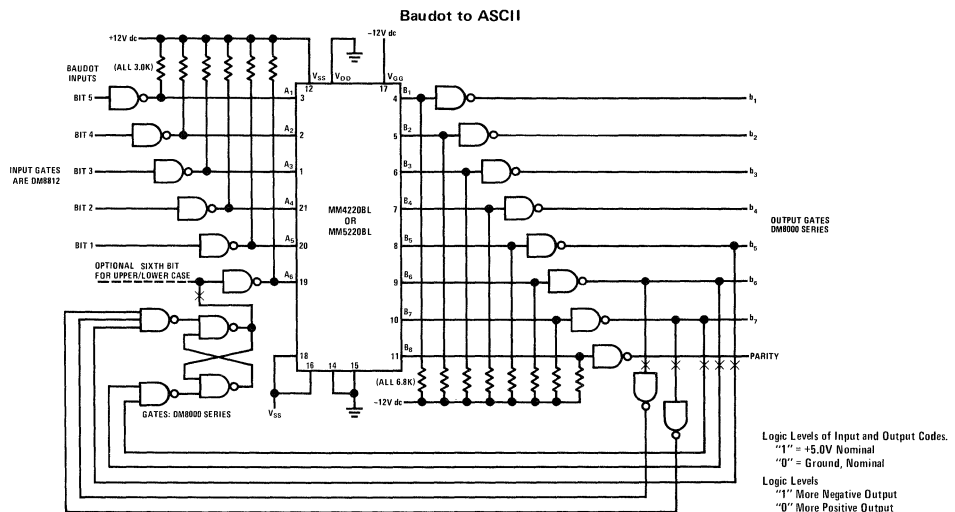 Baudot to ASCII
+12V dc
-12V dc
(ALL 3.0K)
BAUDOT
INPUTS
VSS
12
VDD
VGG
17
BIT 5
A1
3
B1
4
b1
BIT 4
A2
2
B2
5
b2
INPUT GATES
ARE DM8812
BIT 3
A3
1
B3
6
b3
BIT 2
A4
21
MM4220BL
OR
MM5220BL
B4
7
b4
OUTPUT GATES
DM8000 SERIES
BIT 1
A5
20
B5
8
b5
OPTIONAL SIXTH BIT
FOR UPPER/LOWER CASE
A6
19
B6
9
b6
B7
10
b7
B8
11
PARITY
18
16
14
15
(ALL 6.8K)
-12V dc
VSS
GATES: DM8000 SERIES
Logic Levels of Input and Output Codes.
"1" = +5.0V Nominal
"0" = Ground, Nominal
Logic Levels
"1" More Negative Output
"0" More Positive Output